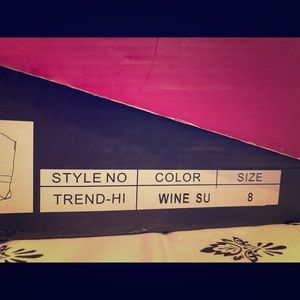 STYLE NO COLOR SIZE
TREND-HI WINE SU 8